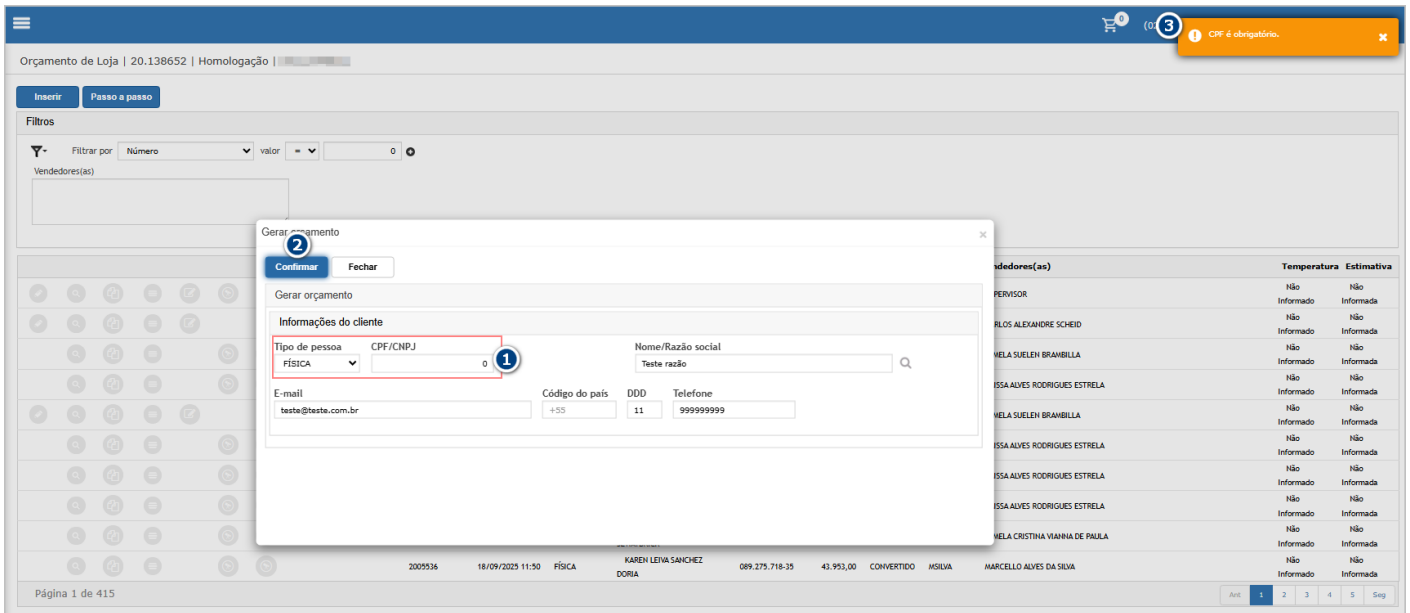 0
(0
3
CPF é obrigatório.
Orçamento de Loja | 20.138652 | Homologação |
Inserir Passo a passo
Filtros
Filtrar por Número valor = 0
Vendedores(as)
Gerar orçamento
2
Confirmar Fechar
Gerar orçamento
Informações do cliente
Tipo de pessoa CPF/CNPJ Nome/Razão social
FÍSICA 0 1 Teste razão
E-mail Código do país DDD Telefone
teste@teste.com.br +55 11 999999999
ndedores(as) Temperatura Estimativa
PERVISOR Não Informado Não Informada
RLOS ALEXANDRE SCHEID Não Informado Não Informada
MELA SUELEN BRAMBILLA Não Informado Não Informada
ISSA ALVES RODRIGUES ESTRELA Não Informado Não Informada
MELA SUELEN BRAMBILLA Não Informado Não Informada
ISSA ALVES RODRIGUES ESTRELA Não Informado Não Informada
ISSA ALVES RODRIGUES ESTRELA Não Informado Não Informada
ISSA ALVES RODRIGUES ESTRELA Não Informado Não Informada
MELA CRISTINA VIANNA DE PAULA Não Informado Não Informada
2005536 18/09/2025 11:50 FÍSICA KAREN LEIVA SANCHEZ DORIA 089.275.718-35 43.953,00 CONVERTIDO MSILVA MARCELLO ALVES DA SILVA Não Informado Não Informada
Página 1 de 415 Ant 1 2 3 4 5 Seg